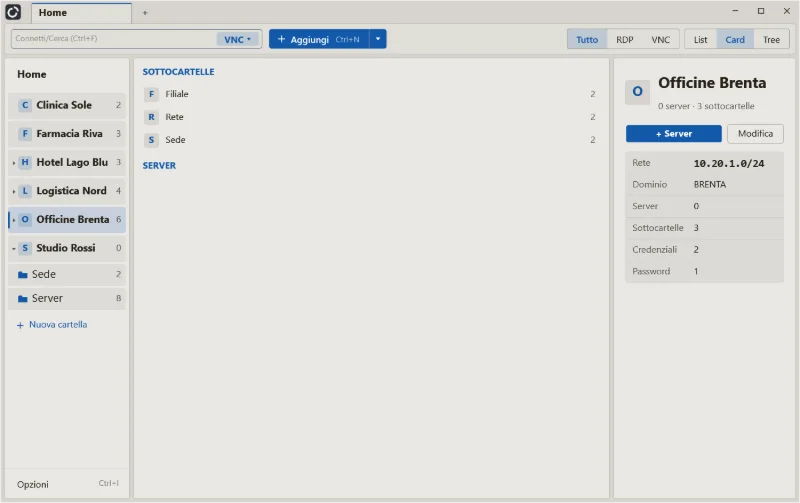 Home
+
Connetti/Cerca (Ctrl+F)
VNC
+ Aggiungi Ctrl+N
Tutto RDP VNC
List Card Tree
Home
C Clinica Sole 2
F Farmacia Riva 3
H Hotel Lago Blu 3
L Logistica Nord 4
O Officine Brenta 6
S Studio Rossi 0
Sede 2
Server 8
+ Nuova cartella
Opzioni Ctrl+I
SOTTOCARTELLE
F Filiale 2
R Rete 2
S Sede 2
SERVER
O Officine Brenta
0 server · 3 sottocartelle
+ Server Modifica
Rete 10.20.1.0/24
Dominio BRENTA
Server 0
Sottocartelle 3
Credenziali 2
Password 1